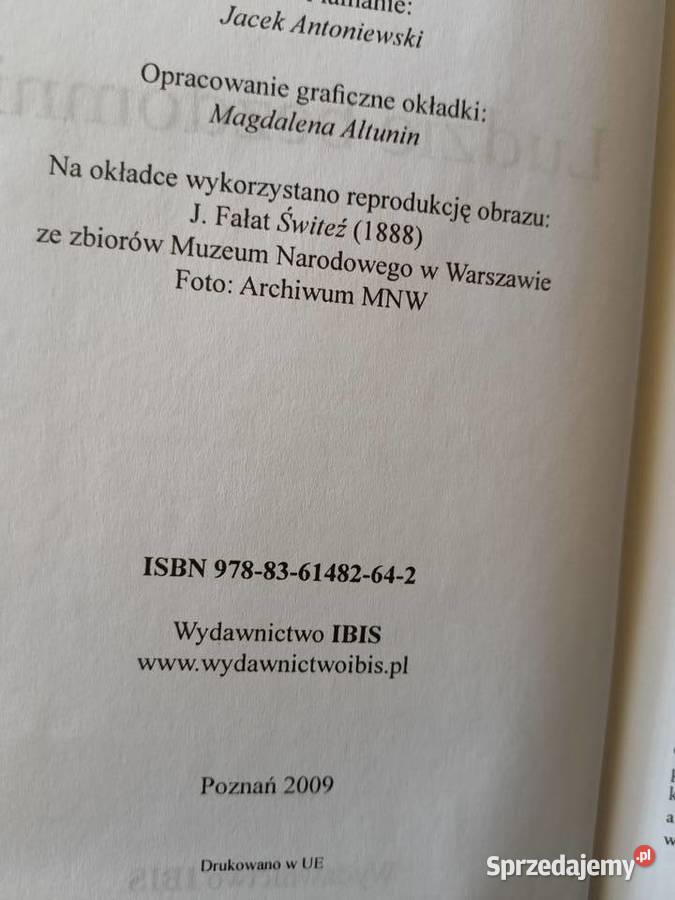 Jacek Antoniewski
Opracowanie graficzne okładki:
Magdalena Altunin
Na okładce wykorzystano reprodukcję obrazu:
J. Fałat Świteź (1888)
ze zbiorów Muzeum Narodowego w Warszawie
Foto: Archiwum MNW
ISBN 978-83-61482-64-2
Wydawnictwo IBIS
www.wydawnictwoibis.pl
Poznań 2009
Drukowano w UE
Sprzedajemy.pl